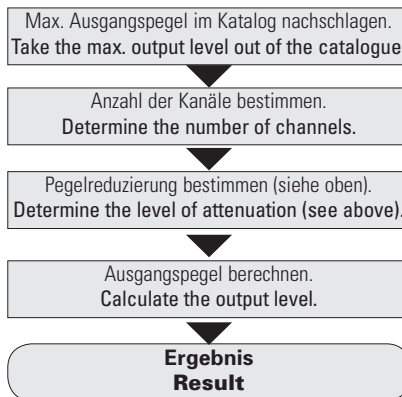 Max. Ausgangspegel im Katalog nachschlagen.
Take the max. output level out of the catalogue
Anzahl der Kanäle bestimmen.
Determine the number of channels.
Pegelreduzierung bestimmen (siehe oben).
Determine the level of attenuation (see above).
Ausgangspegel berechnen.
Calculate the output level.
Ergebnis
Result